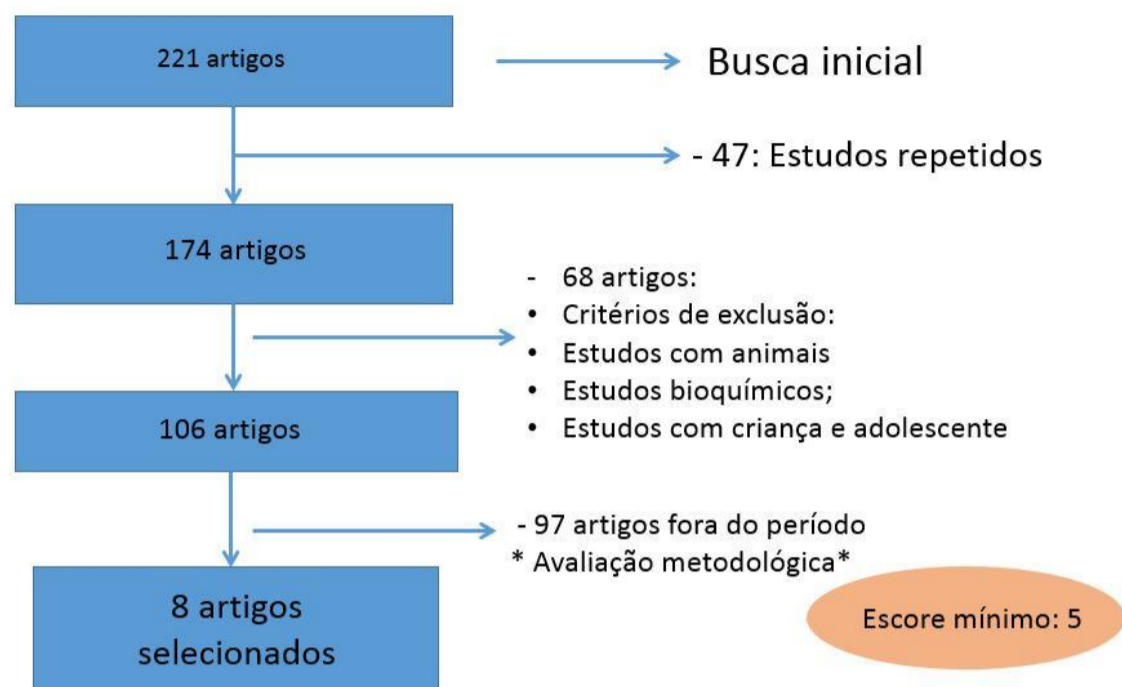 221 artigos
Busca inicial
- 47: Estudos repetidos
174 artigos
- 68 artigos:
• Critérios de exclusão:
• Estudos com animais
• Estudos bioquímicos;
• Estudos com criança e adolescente
106 artigos
- 97 artigos fora do período
* Avaliação metodológica*
8 artigos
selecionados
Escore mínimo: 5